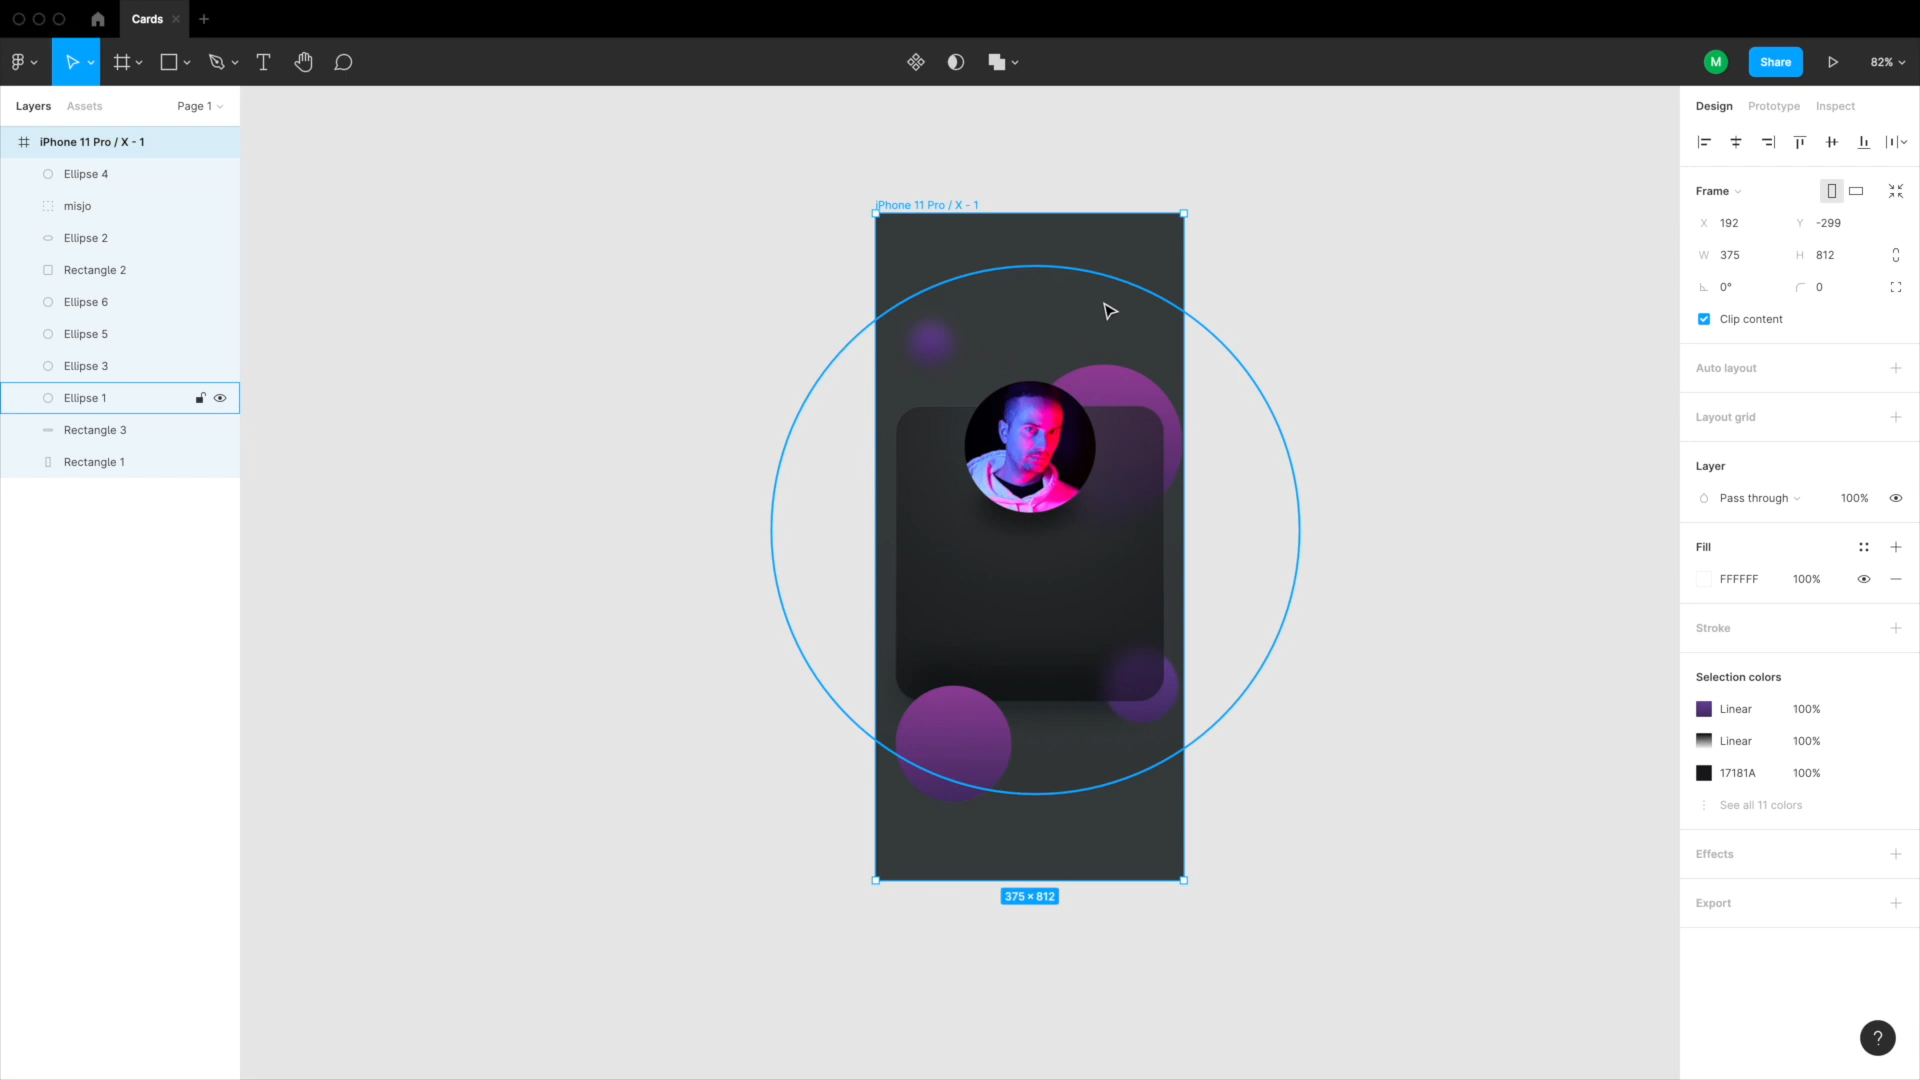 Cards
M
Share
82%
Layers
Assets
Page 1
iPhone 11 Pro / X - 1
Ellipse 4
misjo
Ellipse 2
Rectangle 2
Ellipse 6
Ellipse 5
Ellipse 3
Ellipse 1
Rectangle 3
Rectangle 1
iPhone 11 Pro / X - 1
375 × 812
Design Prototype Inspect
Frame
X 192 Y -299
W 375 H 812
0° 0
Clip content
Auto layout
Layout grid
Layer
Pass through 100%
Fill
FFFFFF 100%
Stroke
Selection colors
Linear 100%
Linear 100%
17181A 100%
See all 11 colors
Effects
Export
?